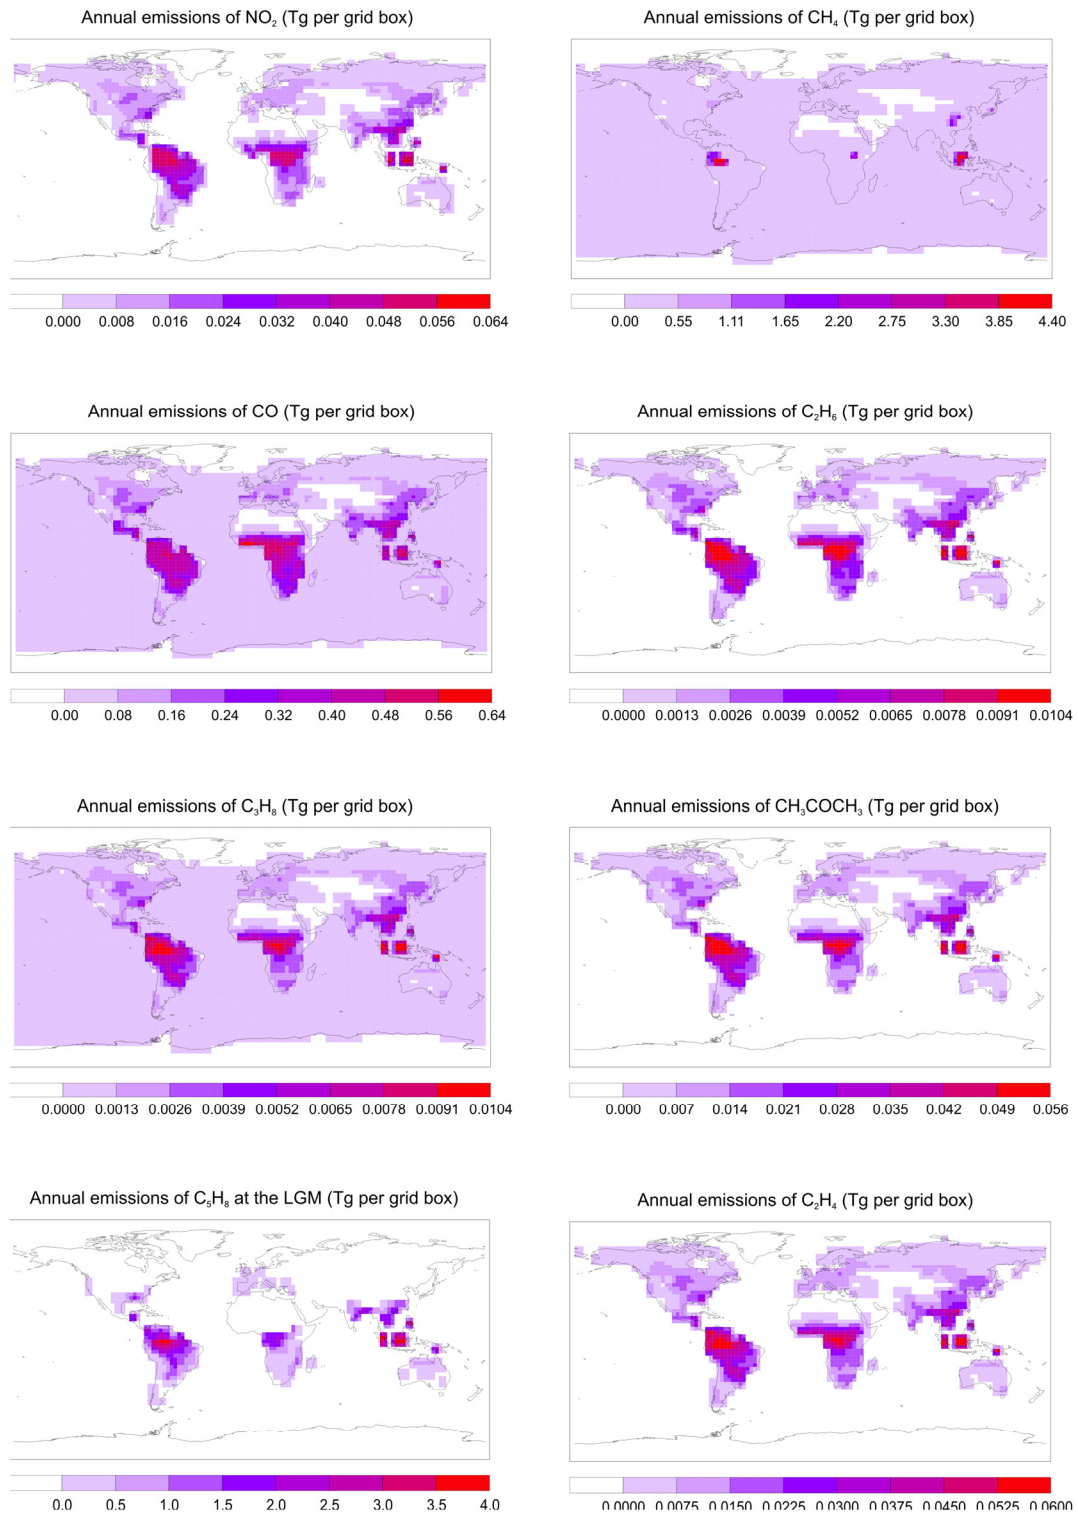 Annual emissions of NO₂ (Tg per grid box)
0.000 0.008 0.016 0.024 0.032 0.040 0.048 0.056 0.064
Annual emissions of CH₄ (Tg per grid box)
0.00 0.55 1.11 1.65 2.20 2.75 3.30 3.85 4.40
Annual emissions of CO (Tg per grid box)
0.00 0.08 0.16 0.24 0.32 0.40 0.48 0.56 0.64
Annual emissions of C₂H₆ (Tg per grid box)
0.0000 0.0013 0.0026 0.0039 0.0052 0.0065 0.0078 0.0091 0.0104
Annual emissions of C₃H₈ (Tg per grid box)
0.0000 0.0013 0.0026 0.0039 0.0052 0.0065 0.0078 0.0091 0.0104
Annual emissions of CH₃COCH₃ (Tg per grid box)
0.000 0.007 0.014 0.021 0.028 0.035 0.042 0.049 0.056
Annual emissions of C₅H₈ at the LGM (Tg per grid box)
0.0 0.5 1.0 1.5 2.0 2.5 3.0 3.5 4.0
Annual emissions of C₂H₄ (Tg per grid box)
0.0000 0.0075 0.0150 0.0225 0.0300 0.0375 0.0450 0.0525 0.0600